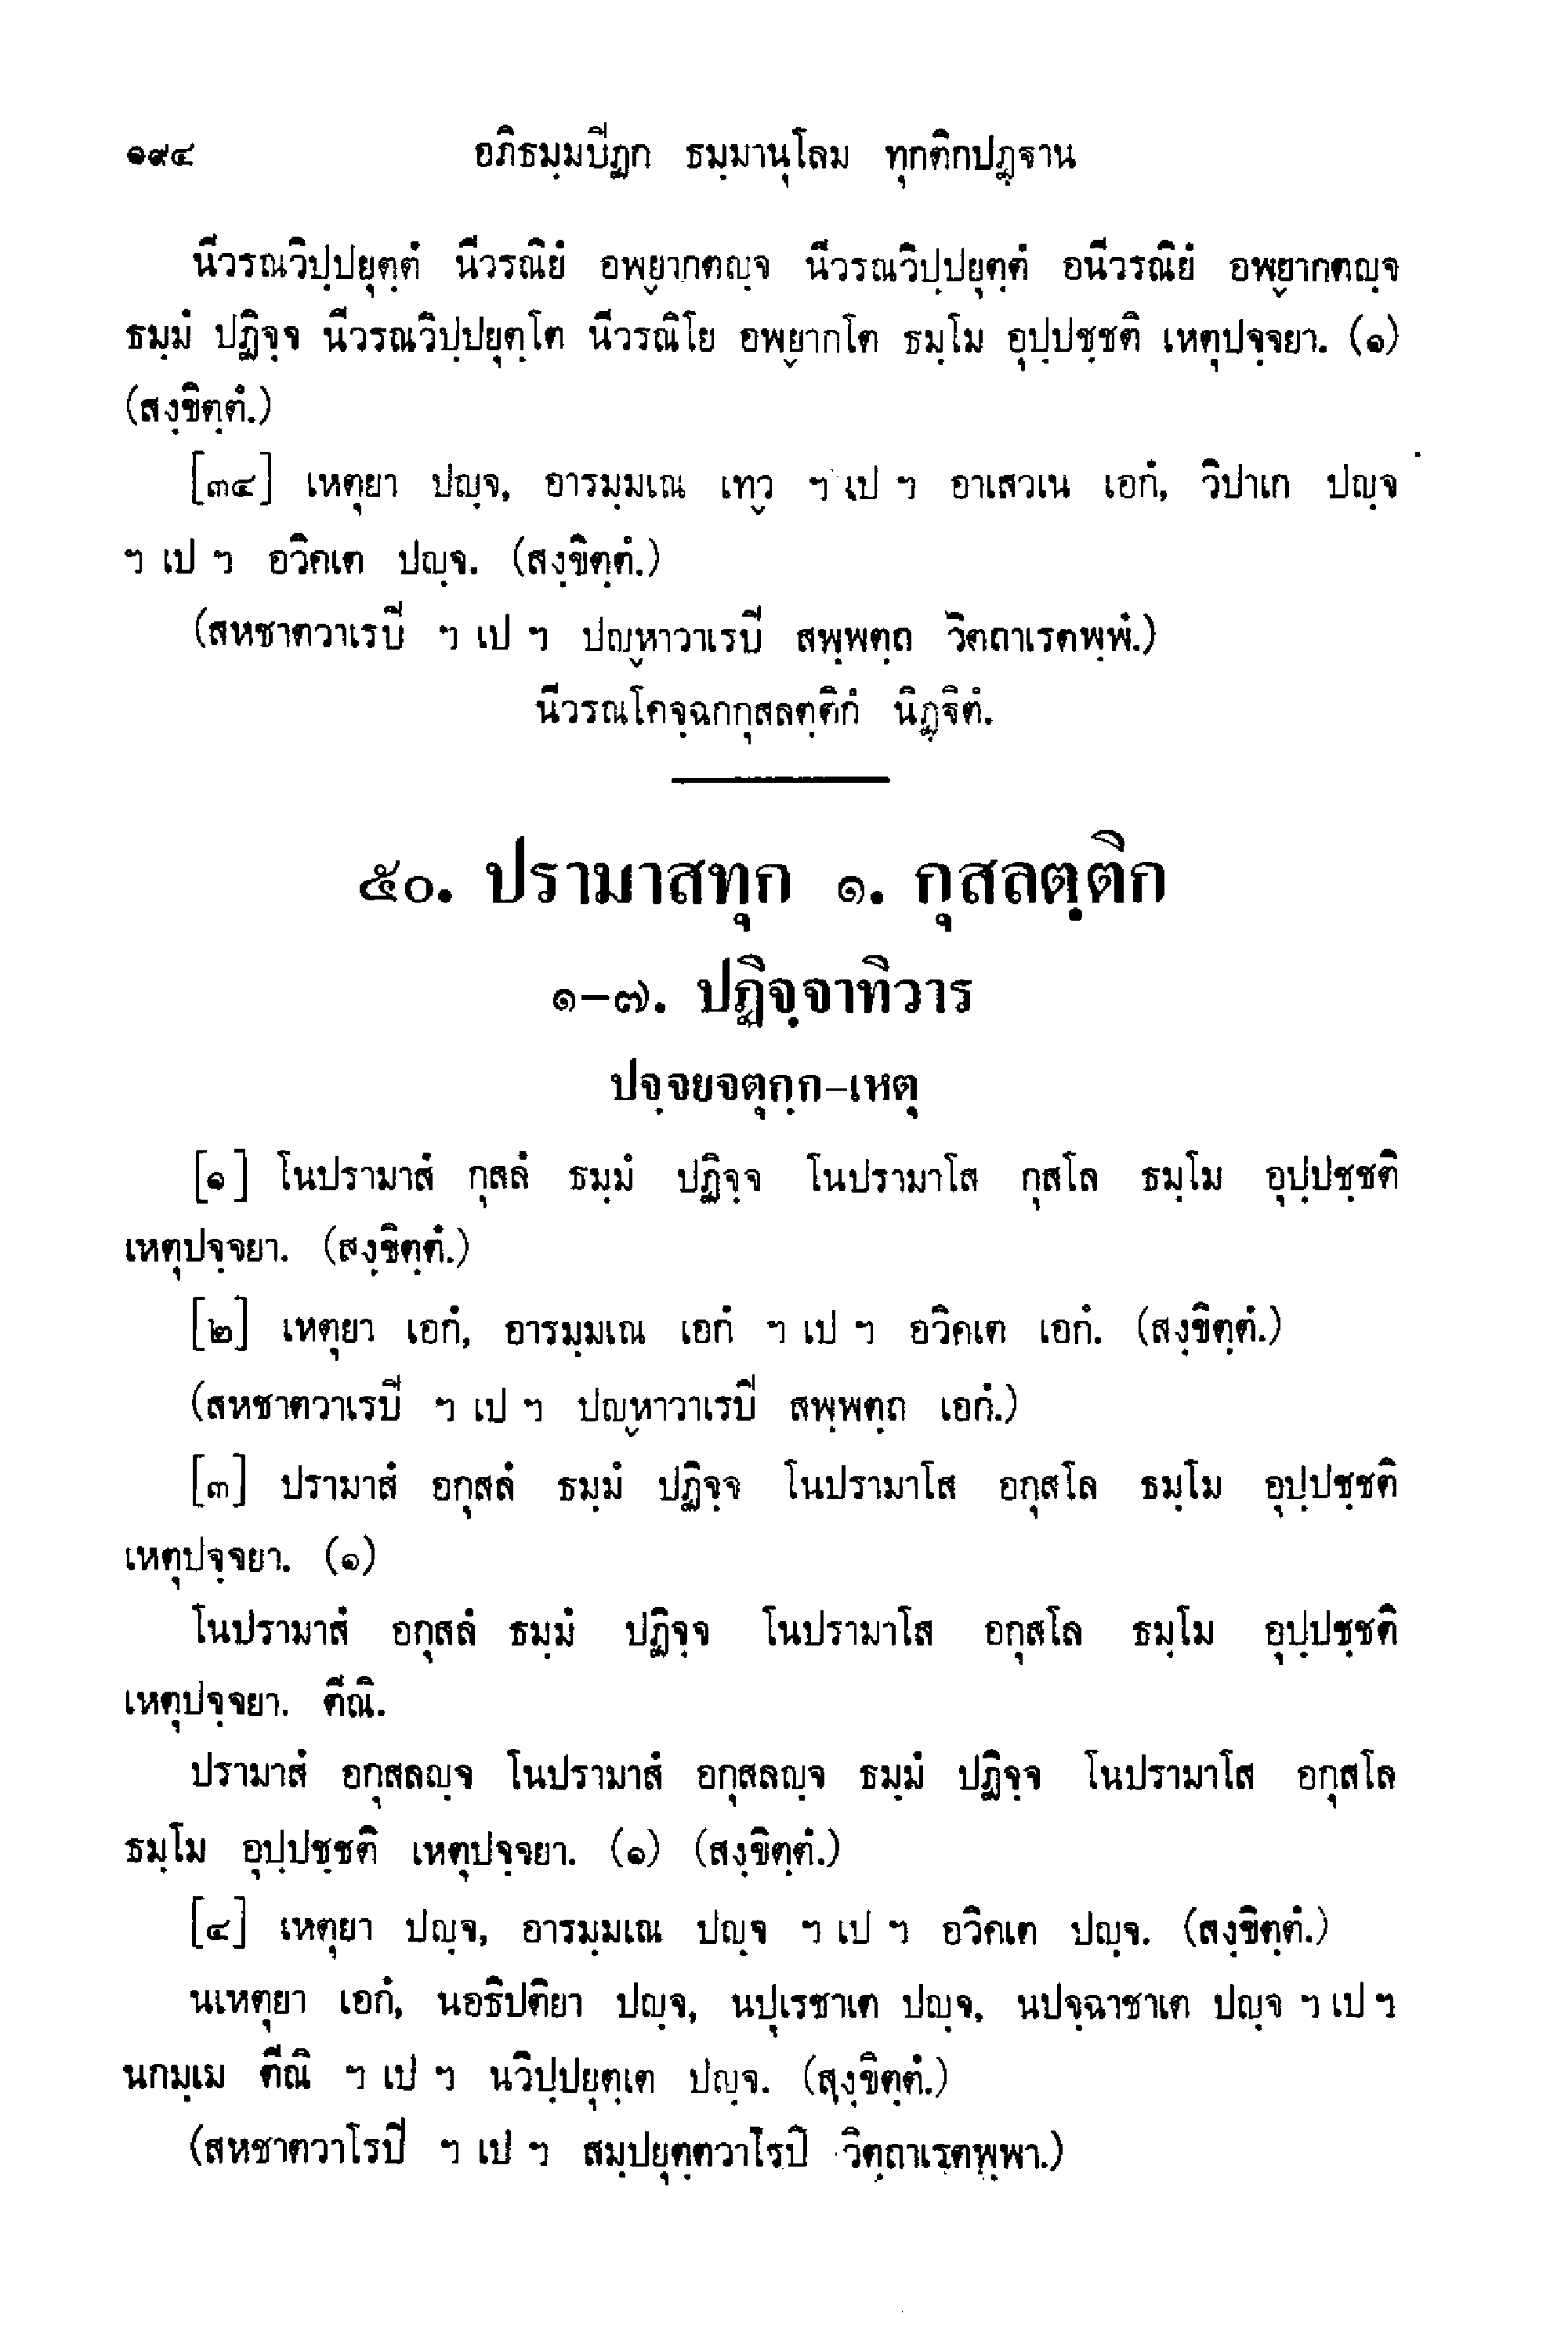 ๑๙๔ อภิธมฺมปิฏก ธมฺมานุโลม ทุกติกปฏฺฐาน
นีวรณวิปฺปยุตฺตํ นีวรณิยํ อพฺยากตญฺจ นีวรณวิปฺปยุตฺตํ อนีวรณิยํ อพฺยากตญฺจ
ธมฺมํ ปฏิจฺจ นีวรณวิปฺปยุตฺโต นีวรณิโย อพฺยากโต ธมฺโม อุปฺปชฺชติ เหตุปจฺจยา. (๑)
(สงฺขิตฺตํ.)
[๓๔] เหตุยา ปญฺจ, อารมฺมเณ เทฺว ฯ เป ฯ อาเสวเน เอกํ, วิปาเก ปญฺจ
ฯ เป ฯ อวิคเต ปญฺจ. (สงฺขิตฺตํ.)
(สหชาตวาเรปิ ฯ เป ฯ ปญฺหาวาเรปิ สพฺพตฺถ วิตถาเรตพฺพํ.)
นีวรณโคจฺฉกกุสลตฺติกํ นิฏฺฐิตํ.
๕๐. ปรามาสทุก ๑. กุสลตฺติก
๑-๗. ปฏิจฺจาทิวาร
ปจฺจยจตุกฺก-เหตุ
[๑] โนปรามาสํ กุสลํ ธมฺมํ ปฏิจฺจ โนปรามาโส กุสโล ธมฺโม อุปฺปชฺชติ
เหตุปจฺจยา. (สงฺขิตฺตํ.)
[๒] เหตุยา เอกํ, อารมฺมเณ เอกํ ฯ เป ฯ อวิคเต เอกํ. (สงฺขิตฺตํ.)
(สหชาตวาเรปิ ฯ เป ฯ ปญฺหาวาเรปิ สพฺพตฺถ เอกํ.)
[๓] ปรามาสํ อกุสลํ ธมฺมํ ปฏิจฺจ โนปรามาโส อกุสโล ธมฺโม อุปฺปชฺชติ
เหตุปจฺจยา. (๑)
โนปรามาสํ อกุสลํ ธมฺมํ ปฏิจฺจ โนปรามาโส อกุสโล ธมฺโม อุปฺปชฺชติ
เหตุปจฺจยา. ตีณิ.
ปรามาสํ อกุสลญฺจ โนปรามาสํ อกุสลญฺจ ธมฺมํ ปฏิจฺจ โนปรามาโส อกุสโล
ธมฺโม อุปฺปชฺชติ เหตุปจฺจยา. (๑) (สงฺขิตฺตํ.)
[๔] เหตุยา ปญฺจ, อารมฺมเณ ปญฺจ ฯ เป ฯ อวิคเต ปญฺจ. (สงฺขิตฺตํ.)
นเหตุยา เอกํ, นอธิปติยา ปญฺจ, นปุเรชาเต ปญฺจ, นปจฺฉาชาเต ปญฺจ ฯ เป ฯ
นกมฺเม ตีณิ ฯ เป ฯ นวิปฺปยุตฺเต ปญฺจ. (สุงฺขิตฺตํ.)
(สหชาตวาโรปิ ฯ เป ฯ สมฺปยุตฺตวาโรปิ วิตฺถาเรตพฺพา.)